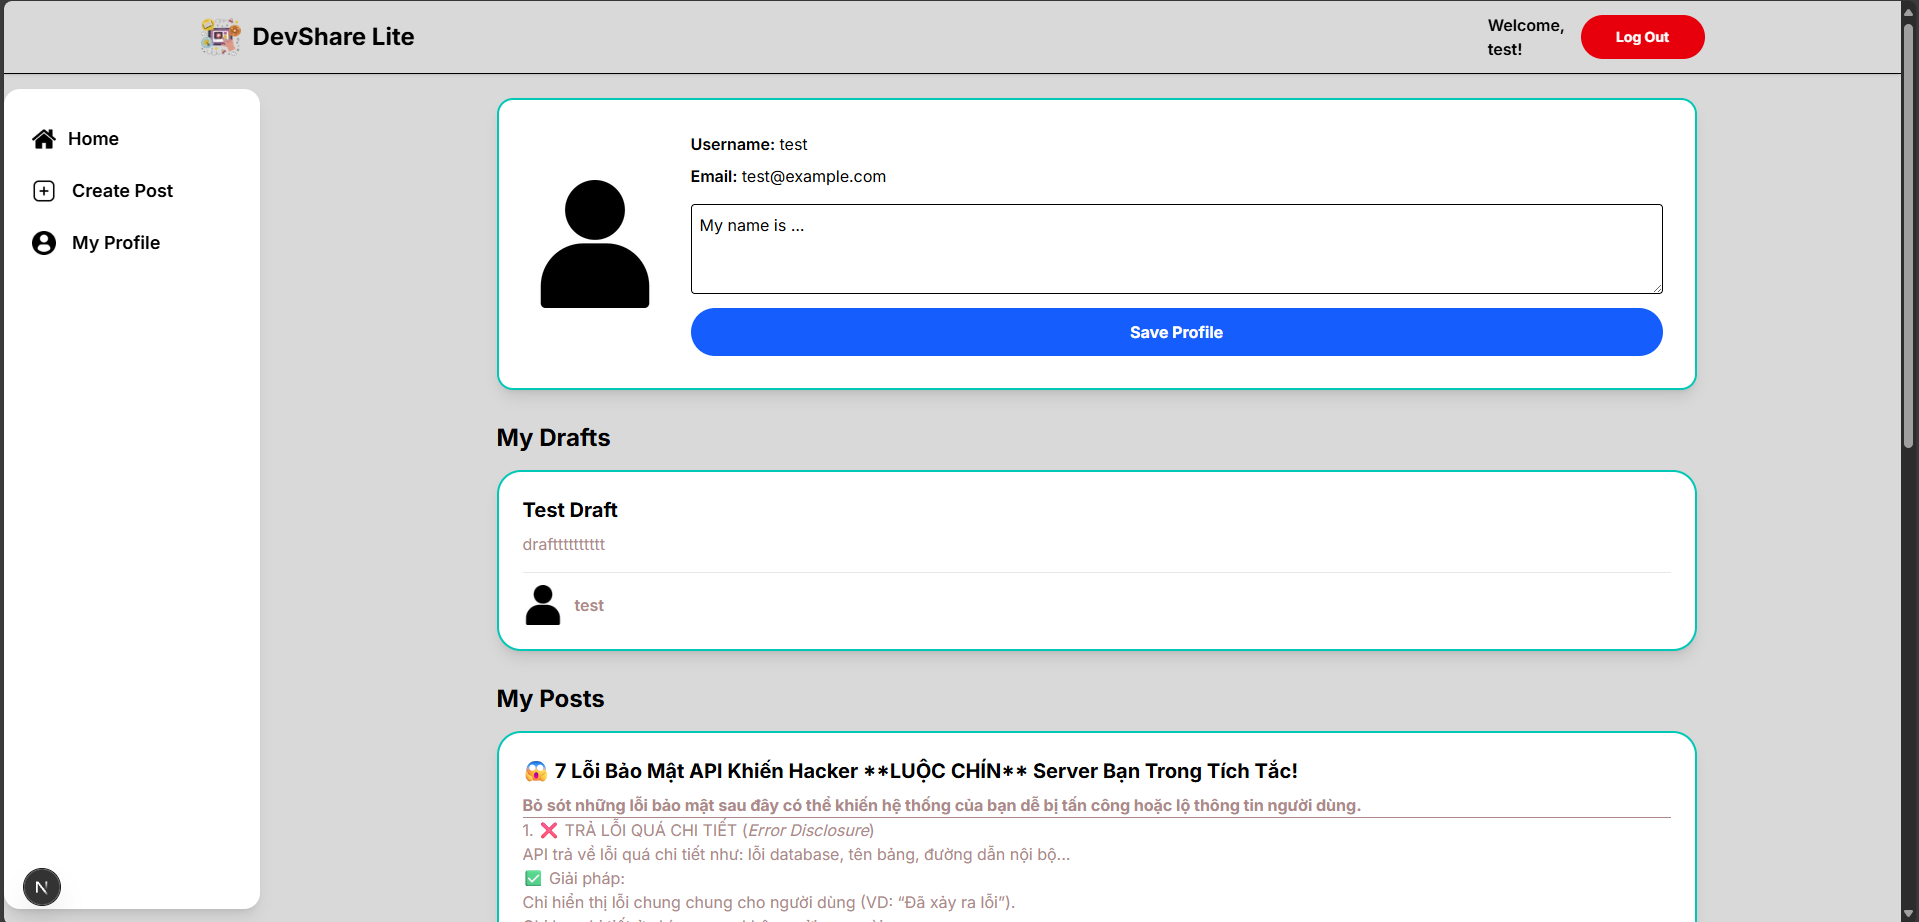 DevShare Lite
Welcome,
test!
Log Out
Home
Create Post
My Profile
Username: test
Email: test@example.com
My name is ...
Save Profile
My Drafts
Test Draft
drafttttttttttt
test
My Posts
😱 7 Lỗi Bảo Mật API Khiến Hacker **LUỘC CHÍN** Server Bạn Trong Tích Tắc!
Bỏ sót những lỗi bảo mật sau đây có thể khiến hệ thống của bạn dễ bị tấn công hoặc lộ thông tin người dùng.
1. ❌ TRẢ LỖI QUÁ CHI TIẾT (Error Disclosure)
API trả về lỗi quá chi tiết như: lỗi database, tên bảng, đường dẫn nội bộ...
✅ Giải pháp:
Chỉ hiển thị lỗi chung chung cho người dùng (VD: “Đã xảy ra lỗi”).
N